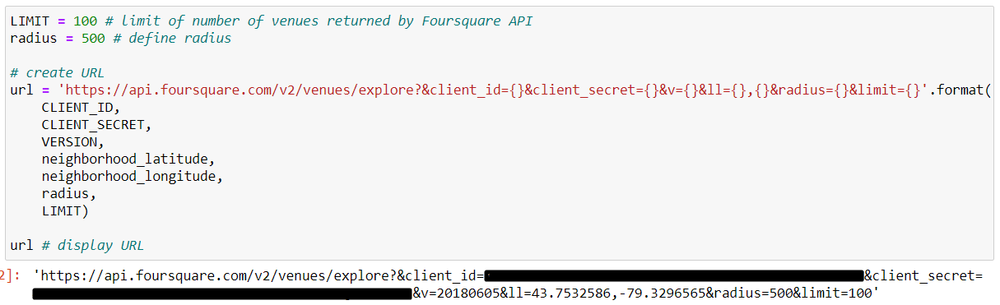 LIMIT = 100 # limit of number of venues returned by Foursquare API
radius = 500 # define radius
# create URL
url = 'https://api.foursquare.com/v2/venues/explore?&client_id={}&client_secret={}&v={}&ll={},{}&radius={}&limit={}'.format(
CLIENT_ID,
CLIENT_SECRET,
VERSION,
neighborhood_latitude,
neighborhood_longitude,
radius,
LIMIT)
url # display URL
2]: 'https://api.foursquare.com/v2/venues/explore?&client_id= &client_secret=
&v=20180605&ll=43.7532586,-79.3296565&radius=500&limit=100'